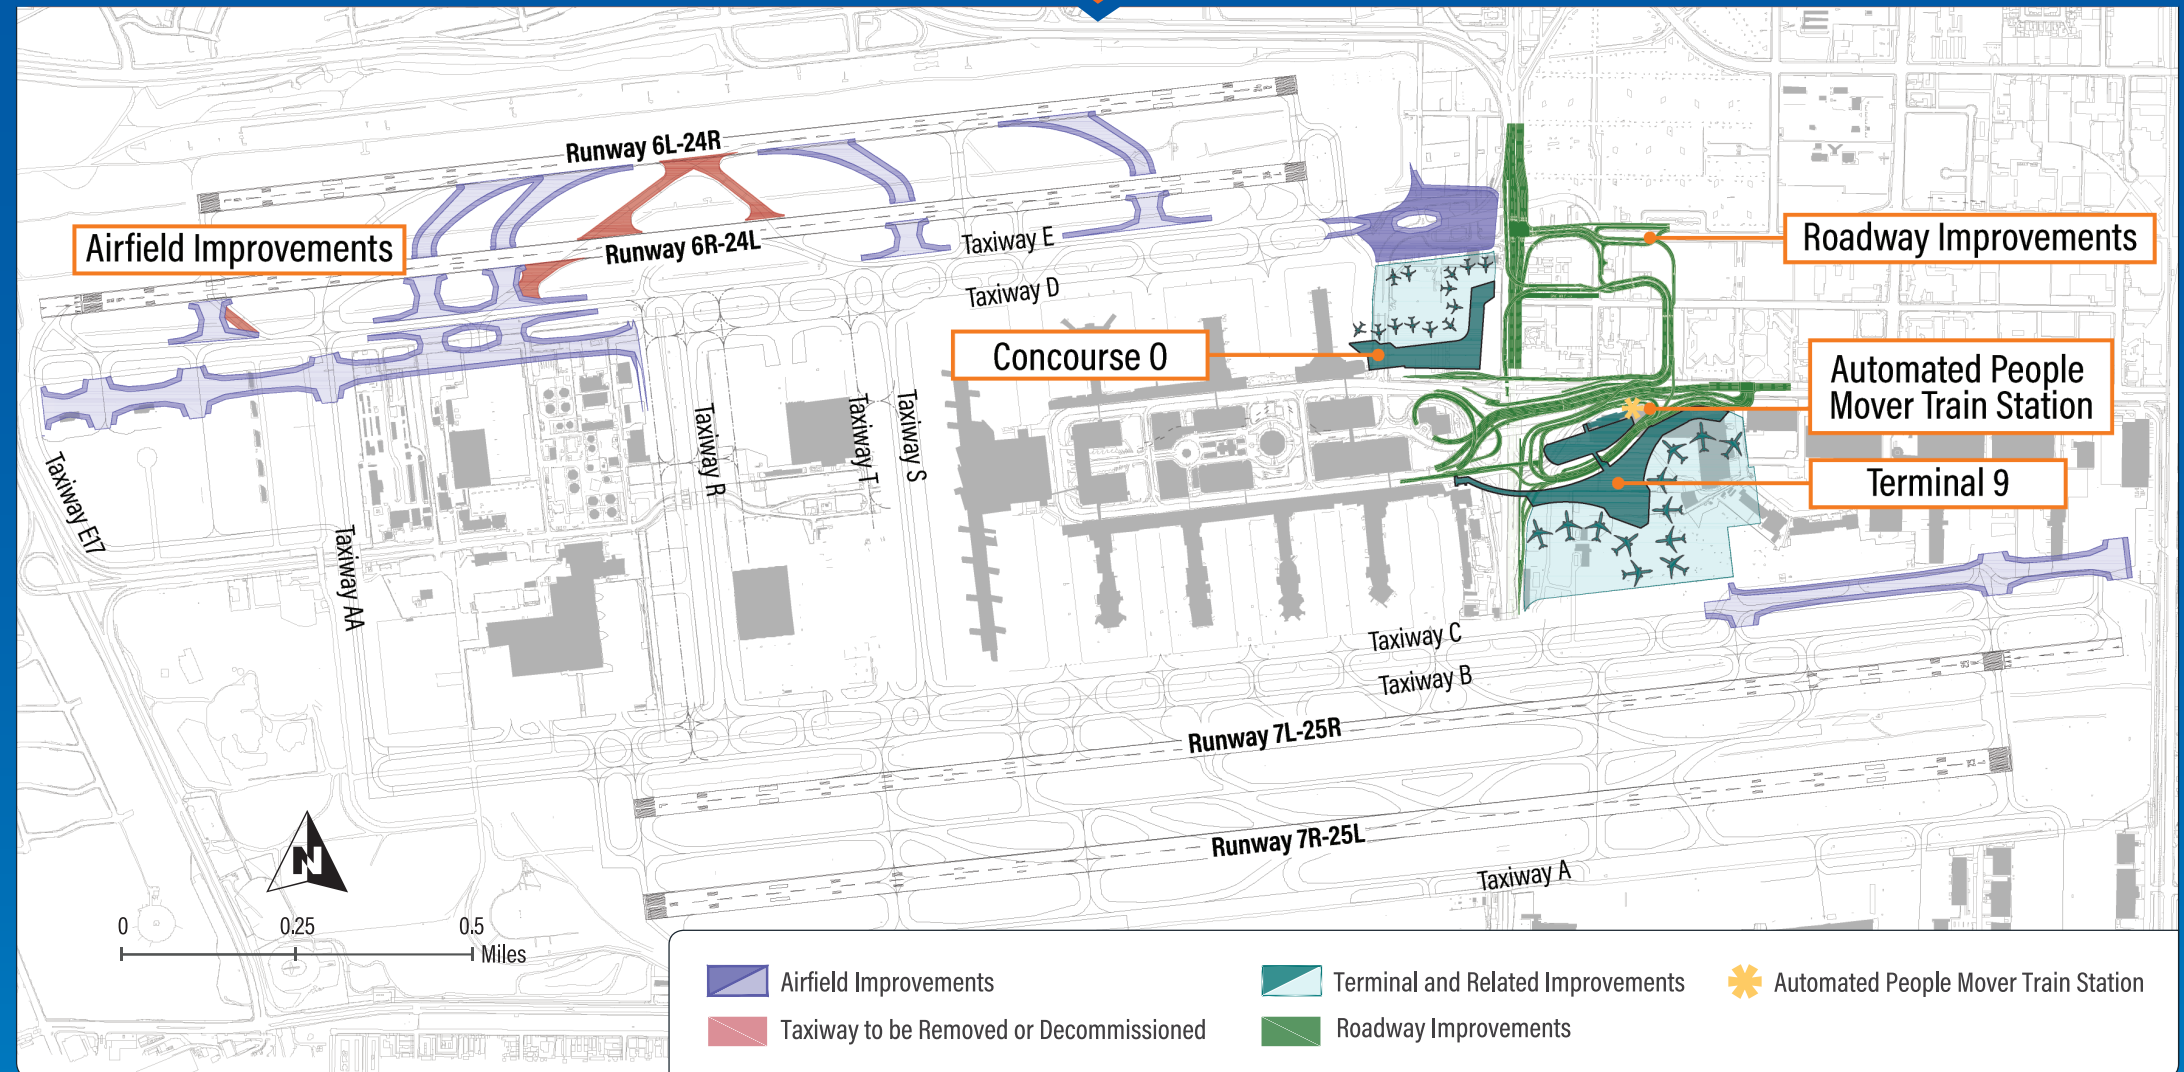 Runway 6L-24R
Airfield Improvements
Runway 6R-24L
Taxiway E
Taxiway D
Roadway Improvements
Concourse 0
Automated People
Mover Train Station
Terminal 9
Taxiway R
Taxiway T
Taxiway S
Taxiway E17
Taxiway AA
Taxiway C
Taxiway B
Runway 7L-25R
Runway 7R-25L
Taxiway A
N
0 0.25 0.5
Miles
Airfield Improvements
Terminal and Related Improvements
Automated People Mover Train Station
Taxiway to be Removed or Decommissioned
Roadway Improvements